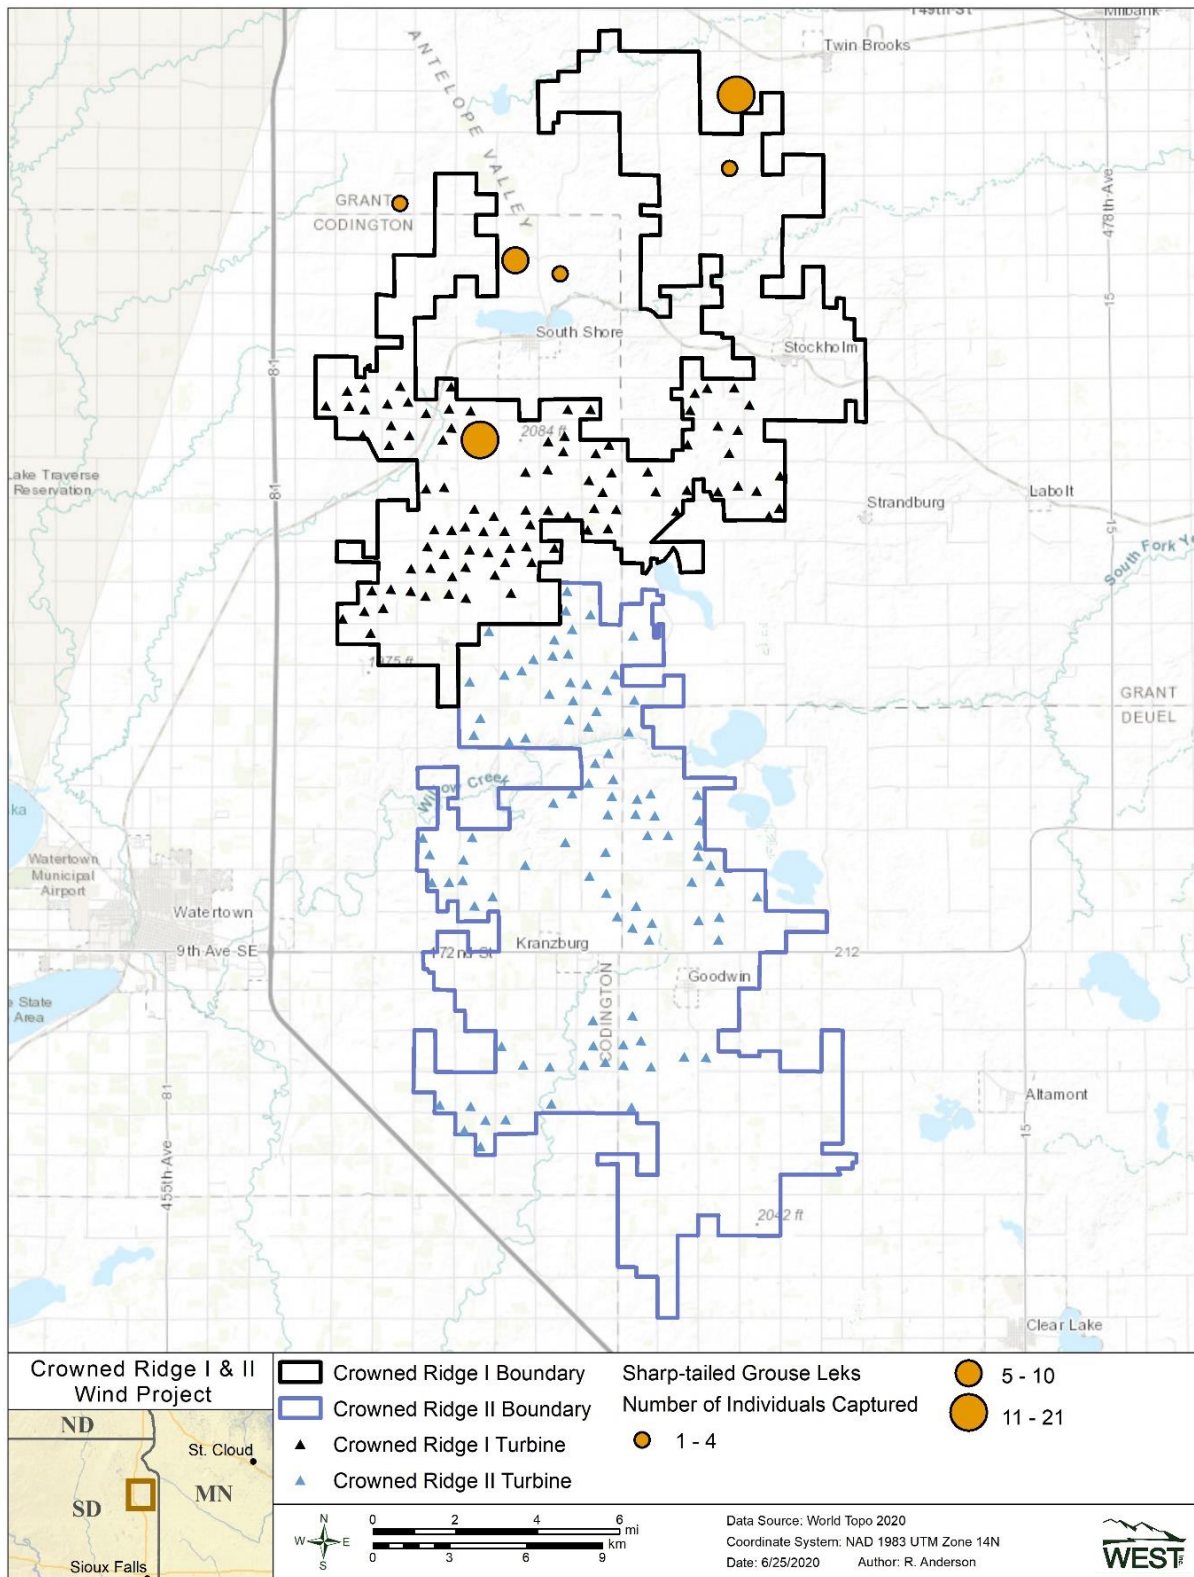 149th St
Milbank
Twin Brooks
ANTELOPE VALLEY
478th Ave
GRANT
CODINGTON
15
South Shore
Stockholm
81
2084 ft
Lake Traverse
Reservation
81
Strandburg
Labolt
15
South Fork Ye
1975 ft
GRANT
DEUEL
Willow Creek
ka
Watertown
Municipal
Airport
Watertown
9th Ave SE
172nd St
Kranzburg
212
Goodwin
e State
Area
CODINGTON
81
Altamont
15
455th Ave
2042 ft
Clear Lake
Crowned Ridge I & II
Wind Project
ND
St. Cloud
SD
MN
Sioux Falls
Crowned Ridge I Boundary
Crowned Ridge II Boundary
Crowned Ridge I Turbine
Crowned Ridge II Turbine
Sharp-tailed Grouse Leks
Number of Individuals Captured
1 - 4
5 - 10
11 - 21
N
W E
S
0 2 4 6
mi
km
0 3 6 9
Data Source: World Topo 2020
Coordinate System: NAD 1983 UTM Zone 14N
Date: 6/25/2020 Author: R. Anderson
WEST
Inc.